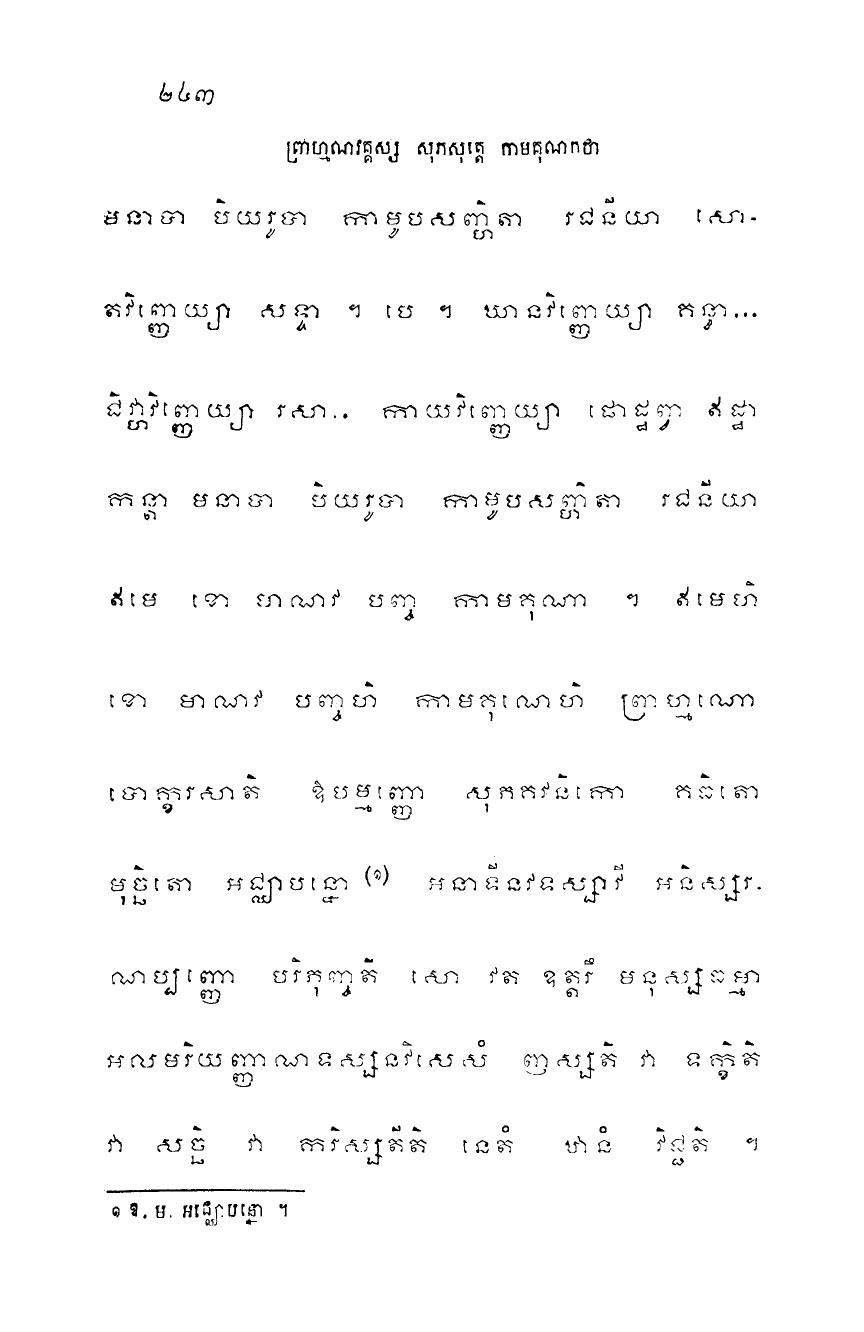 ២៤៣
ព្រាហ្មណវគ្គស្ស សុភសុត្តេ កាមគុណកថា
មនាបា បិយរូបា កាមូបសញ្ហិតា រជនីយា សោ-
តវិញ្ញេយ្យា សទ្ទា ។ បេ ។ ឃានវិញ្ញេយ្យា គន្ធា...
ជិវ្ហាវិញ្ញេយ្យា រសា.. កាយវិញ្ញេយ្យា ផោដ្ឋព្វា ឥដ្ឋា
កន្តា មនាបា បិយរូបា កាមូបសញ្ហិតា រជនីយា
ឥមេ ខោ មាណវ បញ្ច កាមគុណា ។ ឥមេហិ
ខោ មាណវ បញ្ចហិ កាមគុណេហិ ព្រាហ្មណោ
បោក្ខរសាតិ ឱបមញ្ញោ សុភគវនិកោ គធិតោ
មុច្ឆិតោ អជ្ឈាបន្នោ (១) អនាទីនវទស្សាវី អនិស្សរ-
ណប្បញ្ញោ បរិភុញ្ចតិ សោ វត ឧត្តរឹ មនុស្សធម្មា
អលមរិយញ្ញាណទស្សនវិសេសំ ញស្សតិ វា ទក្ខិតិ
វា សច្ឆិ វា ករិស្សតីតិ នេតំ ឋានំ វិជ្ជតិ ។
១ ឱ. ម. អជ្ឈោបន្នោ ។